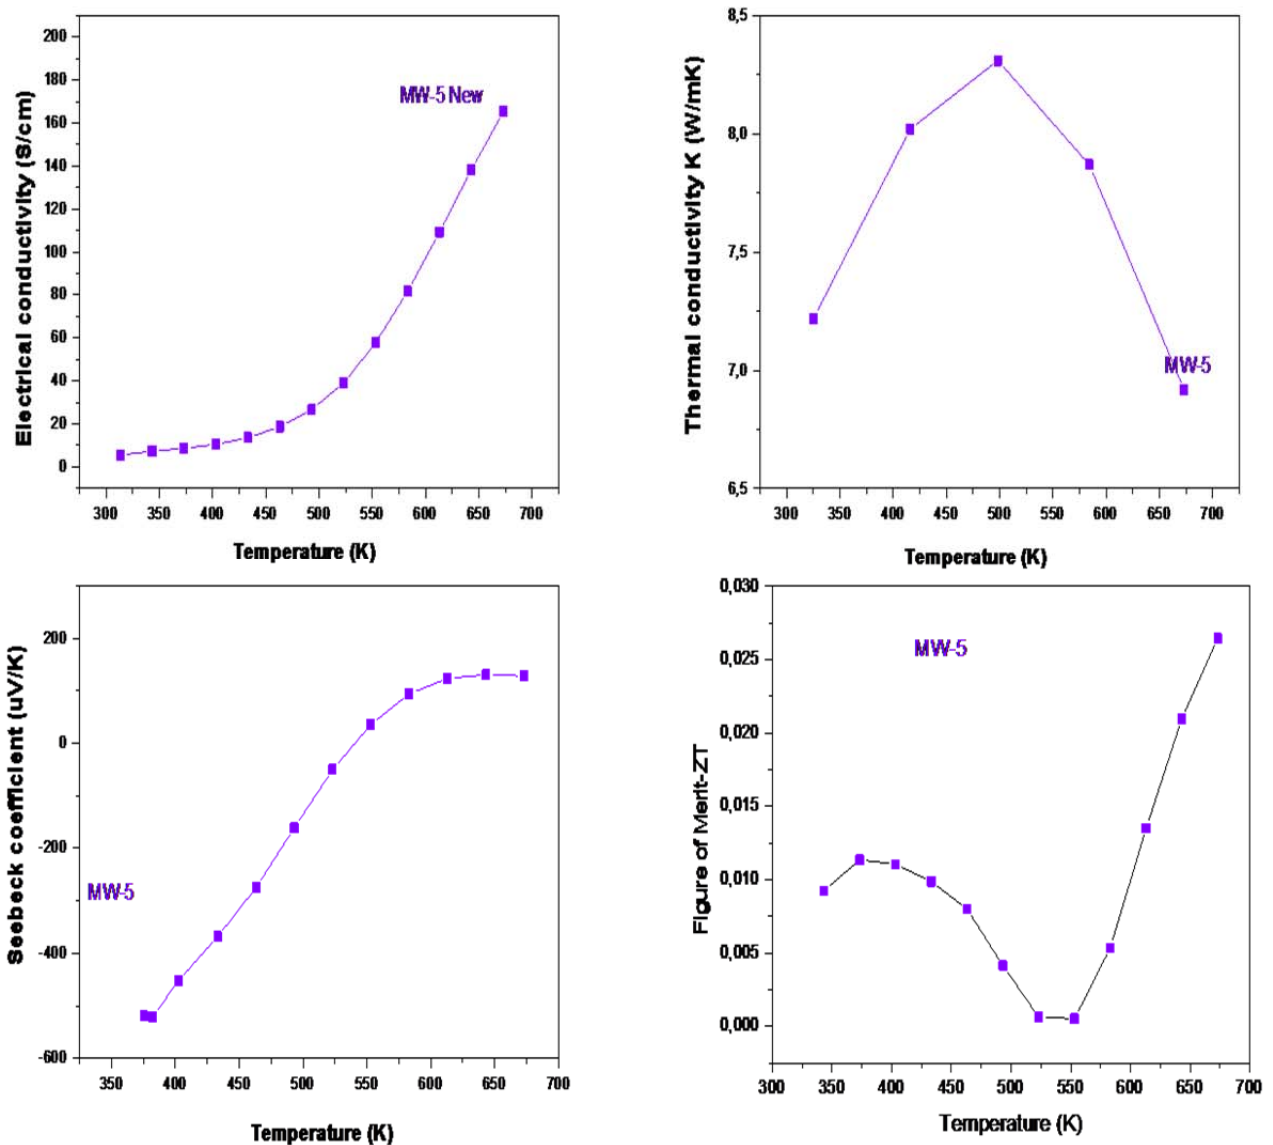 Electrical conductivity (S/cm)
200
180
160
140
120
100
80
60
40
20
0
MW-5 New
300 350 400 450 500 550 600 650 700
Temperature (K)
Thermal conductivity K (W/mK)
8,5
8,0
7,5
7,0
6,5
MW-5
300 350 400 450 500 550 600 650 700
Temperature (K)
Seebeck coefficient (uV/K)
200
0
-200
-400
-600
MW-5
350 400 450 500 550 600 650 700
Temperature (K)
Figure of Merit-ZT
0,030
0,025
0,020
0,015
0,010
0,005
0,000
MW-5
300 350 400 450 500 550 600 650 700
Temperature (K)